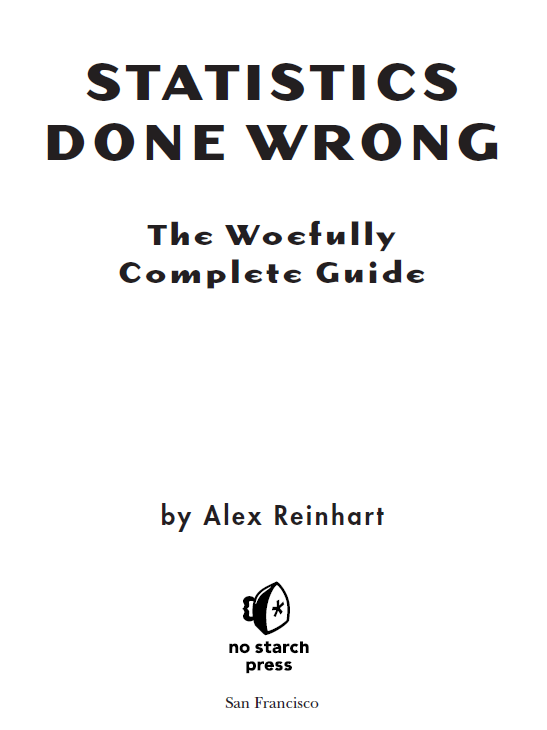 STATISTICS
DONE WRONG
The Woefully
Complete Guide
by Alex Reinhart
no starch
press
San Francisco